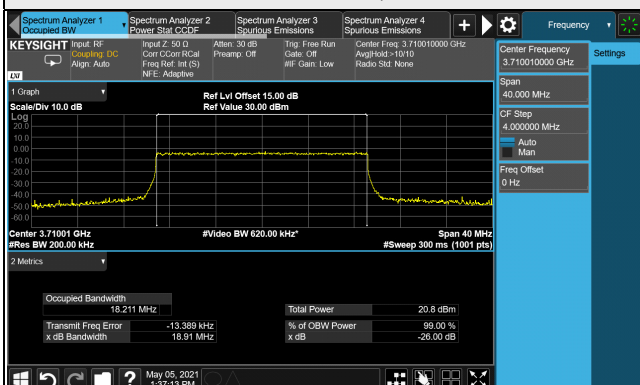 Spectrum Analyzer 1
Occupied BW
Spectrum Analyzer 2
Power Stat CCDF
Spectrum Analyzer 3
Spurious Emissions
Spectrum Analyzer 4
Spurious Emissions
Frequency
KEYSIGHT
Input: RF
Coupling: DC
Align: Auto
Input Z: 50 Ω
Corr CCorr RCal
Freq Ref: Int (S)
NFE: Adaptive
Atten: 30 dB
Preamp: Off
Trig: Free Run
Gate: Off
#IF Gain: Low
Center Freq: 3.710010000 GHz
Avg|Hold:>10/10
Radio Std: None
LXI
1 Graph
Scale/Div 10.0 dB
Ref Lvl Offset 15.00 dB
Ref Value 30.00 dBm
Log
20.0
10.0
0.00
-10.0
-20.0
-30.0
-40.0
-50.0
-60.0
Center 3.71001 GHz
#Res BW 200.00 kHz
#Video BW 620.00 kHz*
Span 40 MHz
#Sweep 300 ms (1001 pts)
2 Metrics
Occupied Bandwidth
18.211 MHz
Transmit Freq Error -13.389 kHz
x dB Bandwidth 18.91 MHz
Total Power 20.8 dBm
% of OBW Power 99.00 %
x dB -26.00 dB
Center Frequency
3.710010000 GHz
Settings
Span
40.000 MHz
CF Step
4.000000 MHz
Auto
Man
Freq Offset
0 Hz
?
May 05, 2021
1:37:13 PM